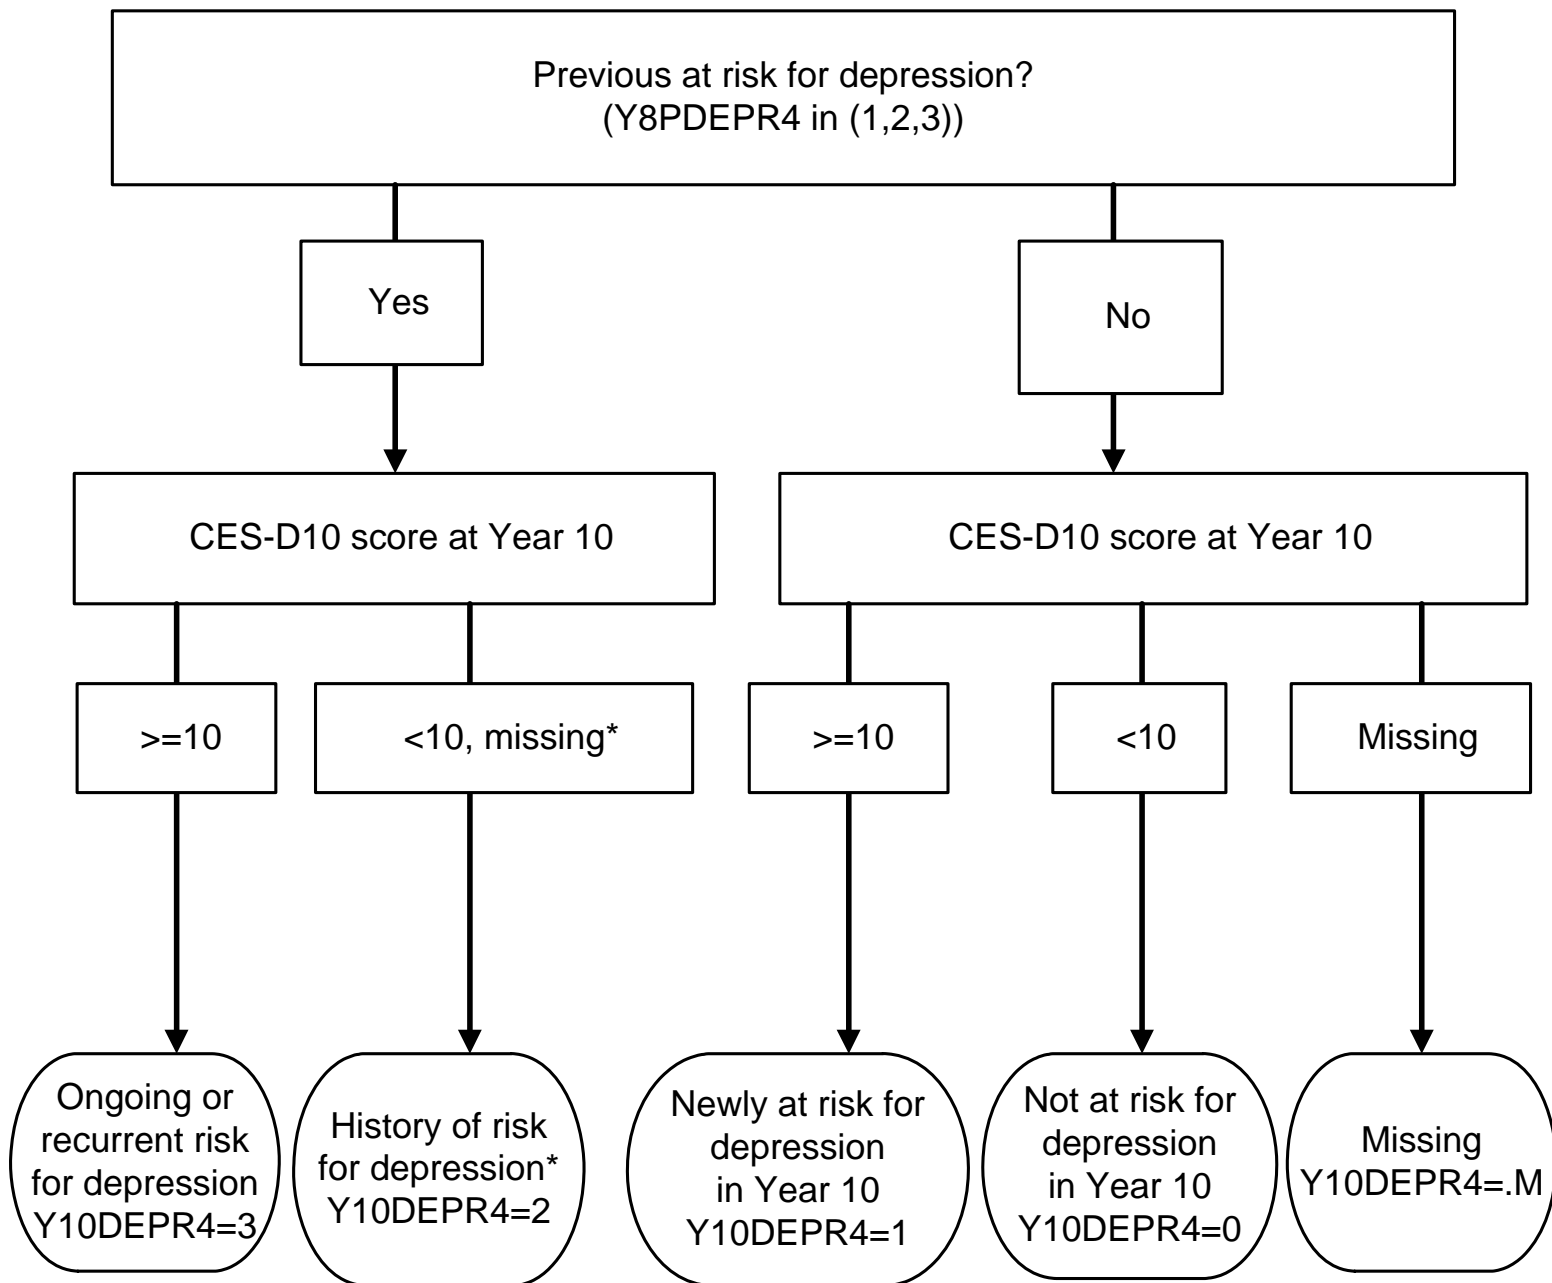 Previous at risk for depression?
(Y8PDEPR4 in (1,2,3))
Yes
No
CES-D10 score at Year 10
CES-D10 score at Year 10
>=10
<10, missing*
>=10
<10
Missing
Ongoing or
recurrent risk
for depression
Y10DEPR4=3
History of risk
for depression*
Y10DEPR4=2
Newly at risk for
depression
in Year 10
Y10DEPR4=1
Not at risk for
depression
in Year 10
Y10DEPR4=0
Missing
Y10DEPR4=.M